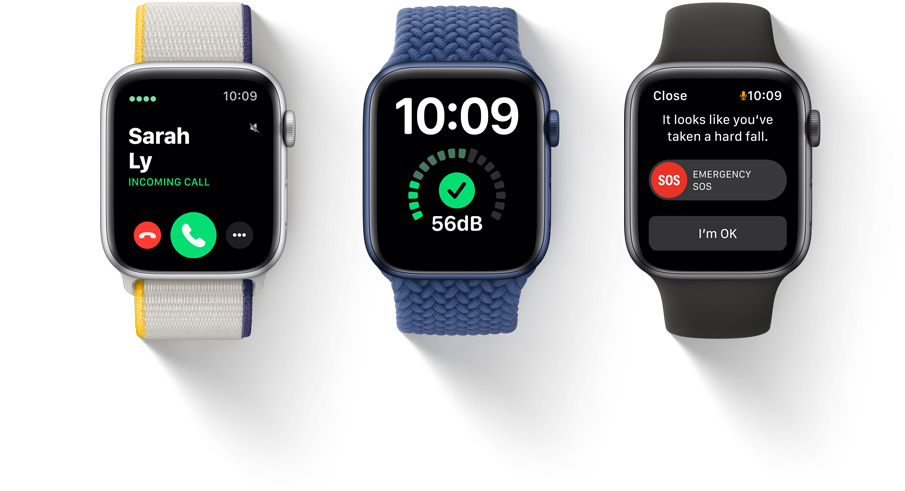 10:09
Sarah
Ly
INCOMING CALL
10:09
56dB
Close 10:09
It looks like you've
taken a hard fall.
SOS EMERGENCY
SOS
I'm OK